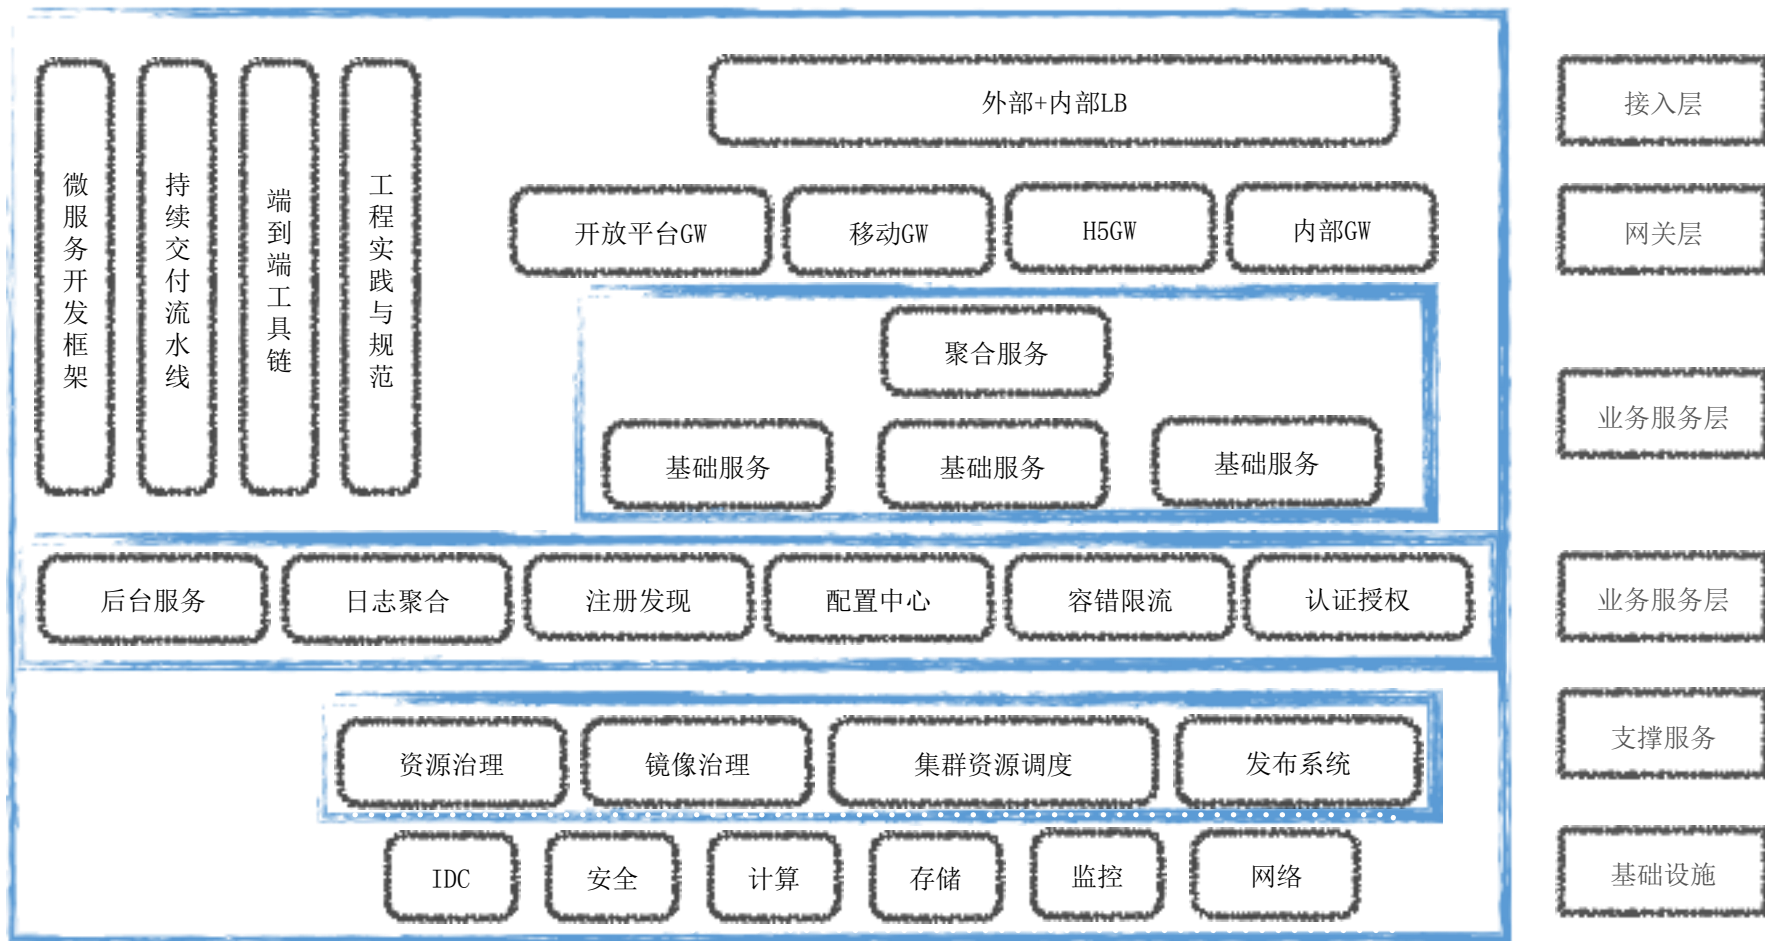 微服务开发框架
持续交付流水线
端到端工具链
工程实践与规范
外部+内部LB
接入层
开放平台GW
移动GW
H5GW
内部GW
网关层
聚合服务
基础服务
基础服务
基础服务
业务服务层
后台服务
日志聚合
注册发现
配置中心
容错限流
认证授权
业务服务层
资源治理
镜像治理
集群资源调度
发布系统
支撑服务
IDC
安全
计算
存储
监控
网络
基础设施